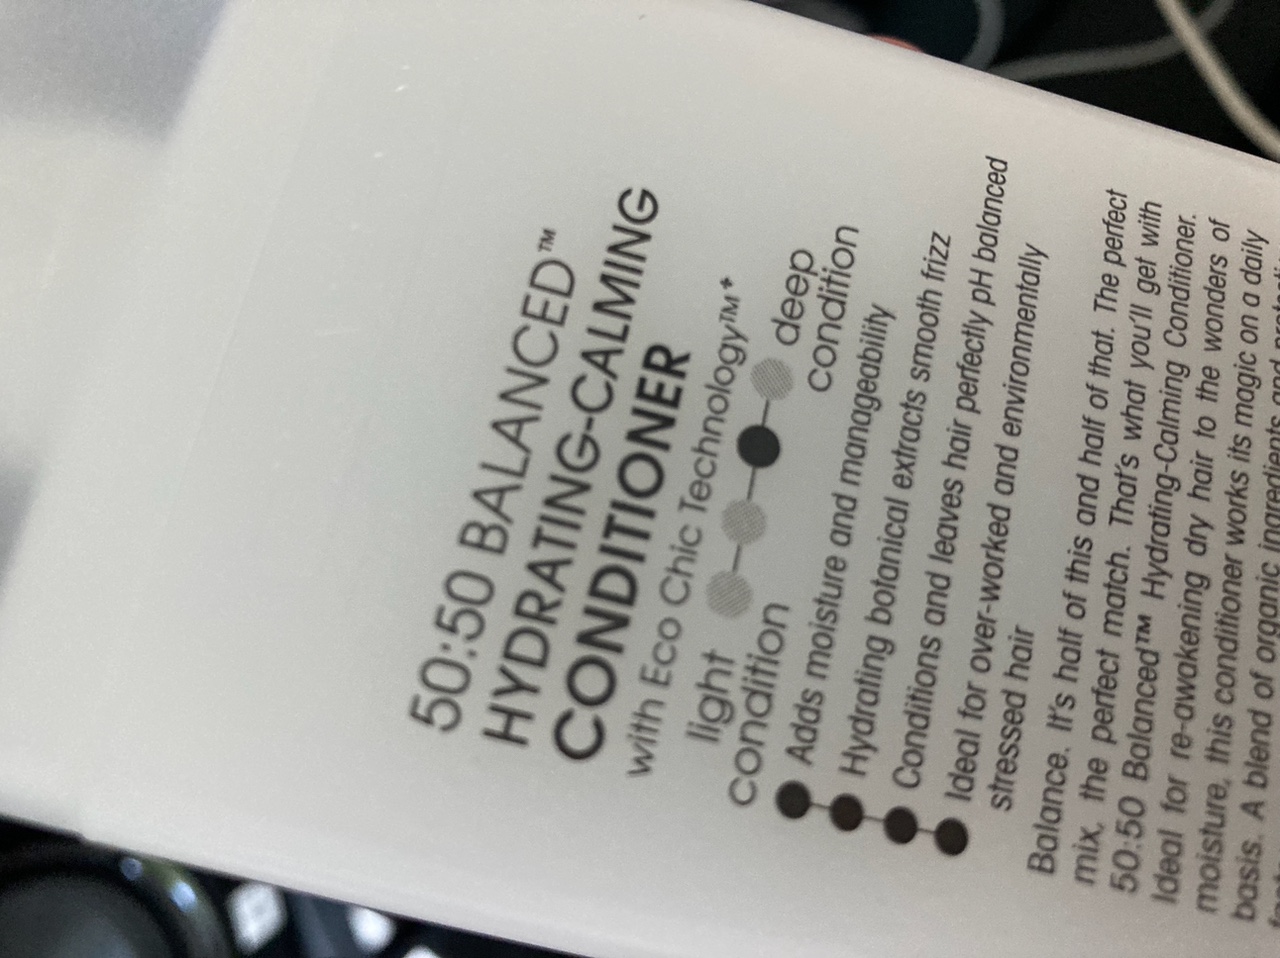 50:50 BALANCED™
HYDRATING-CALMING
CONDITIONER
with Eco Chic Technology™+
light
condition
deep
condition
Adds moisture and manageability
Hydrating botanical extracts smooth frizz
Conditions and leaves hair perfectly pH balanced
Ideal for over-worked and environmentally
stressed hair
Balance. It's half of this and half of that. The perfect
mix, the perfect match. That's what you'll get with
50:50 Balanced™ Hydrating-Calming Conditioner.
Ideal for re-awakening dry hair to the wonders of
moisture, this conditioner works its magic on a daily
basis. A blend of organic ingredients and